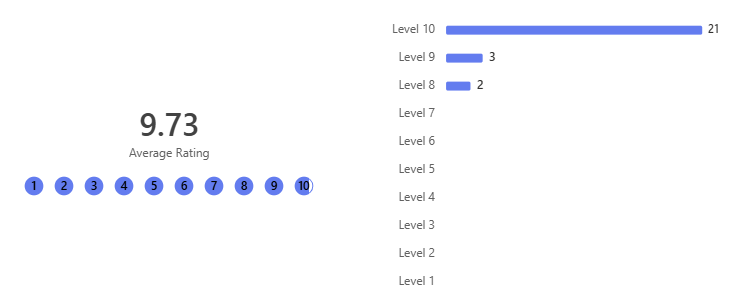 9.73
Average Rating
1 2 3 4 5 6 7 8 9 10
Level 10 21
Level 9 3
Level 8 2
Level 7
Level 6
Level 5
Level 4
Level 3
Level 2
Level 1